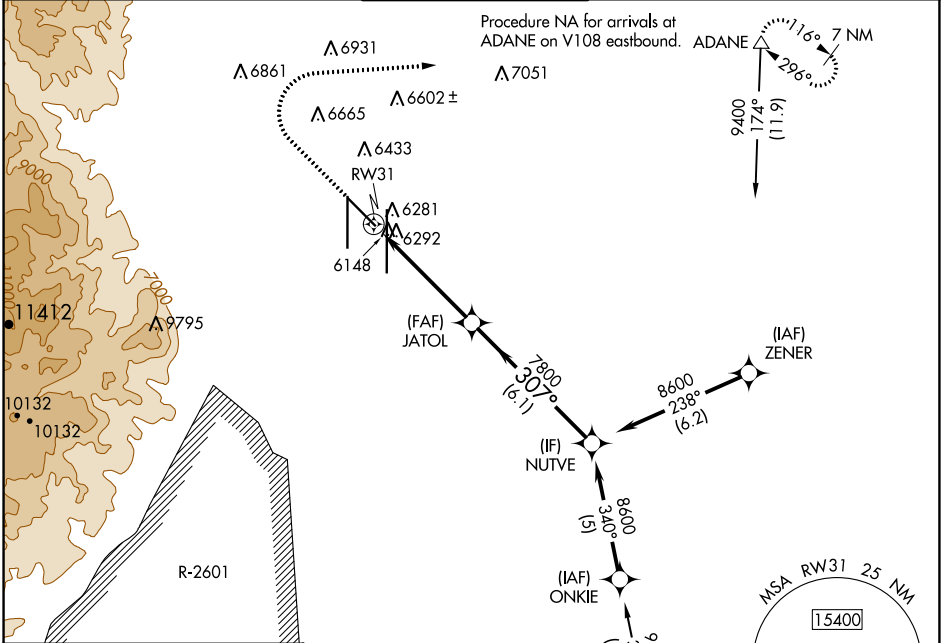 Procedure NA for arrivals at
ADANE on V108 eastbound.
ADANE
116°
7 NM
296°
9400
174°
(11.9)
6931
6861
7051
6602 ±
6665
6433
RW31
6281
6292
6148
9000
7000
11412
9795
10132
10132
(FAF)
JATOL
7800
307°
(6.1)
(IAF)
ZENER
8600
238°
(6.2)
(IF)
NUTVE
8600
340°
(5)
(IAF)
ONKIE
R-2601
MSA RW31 25 NM
15400